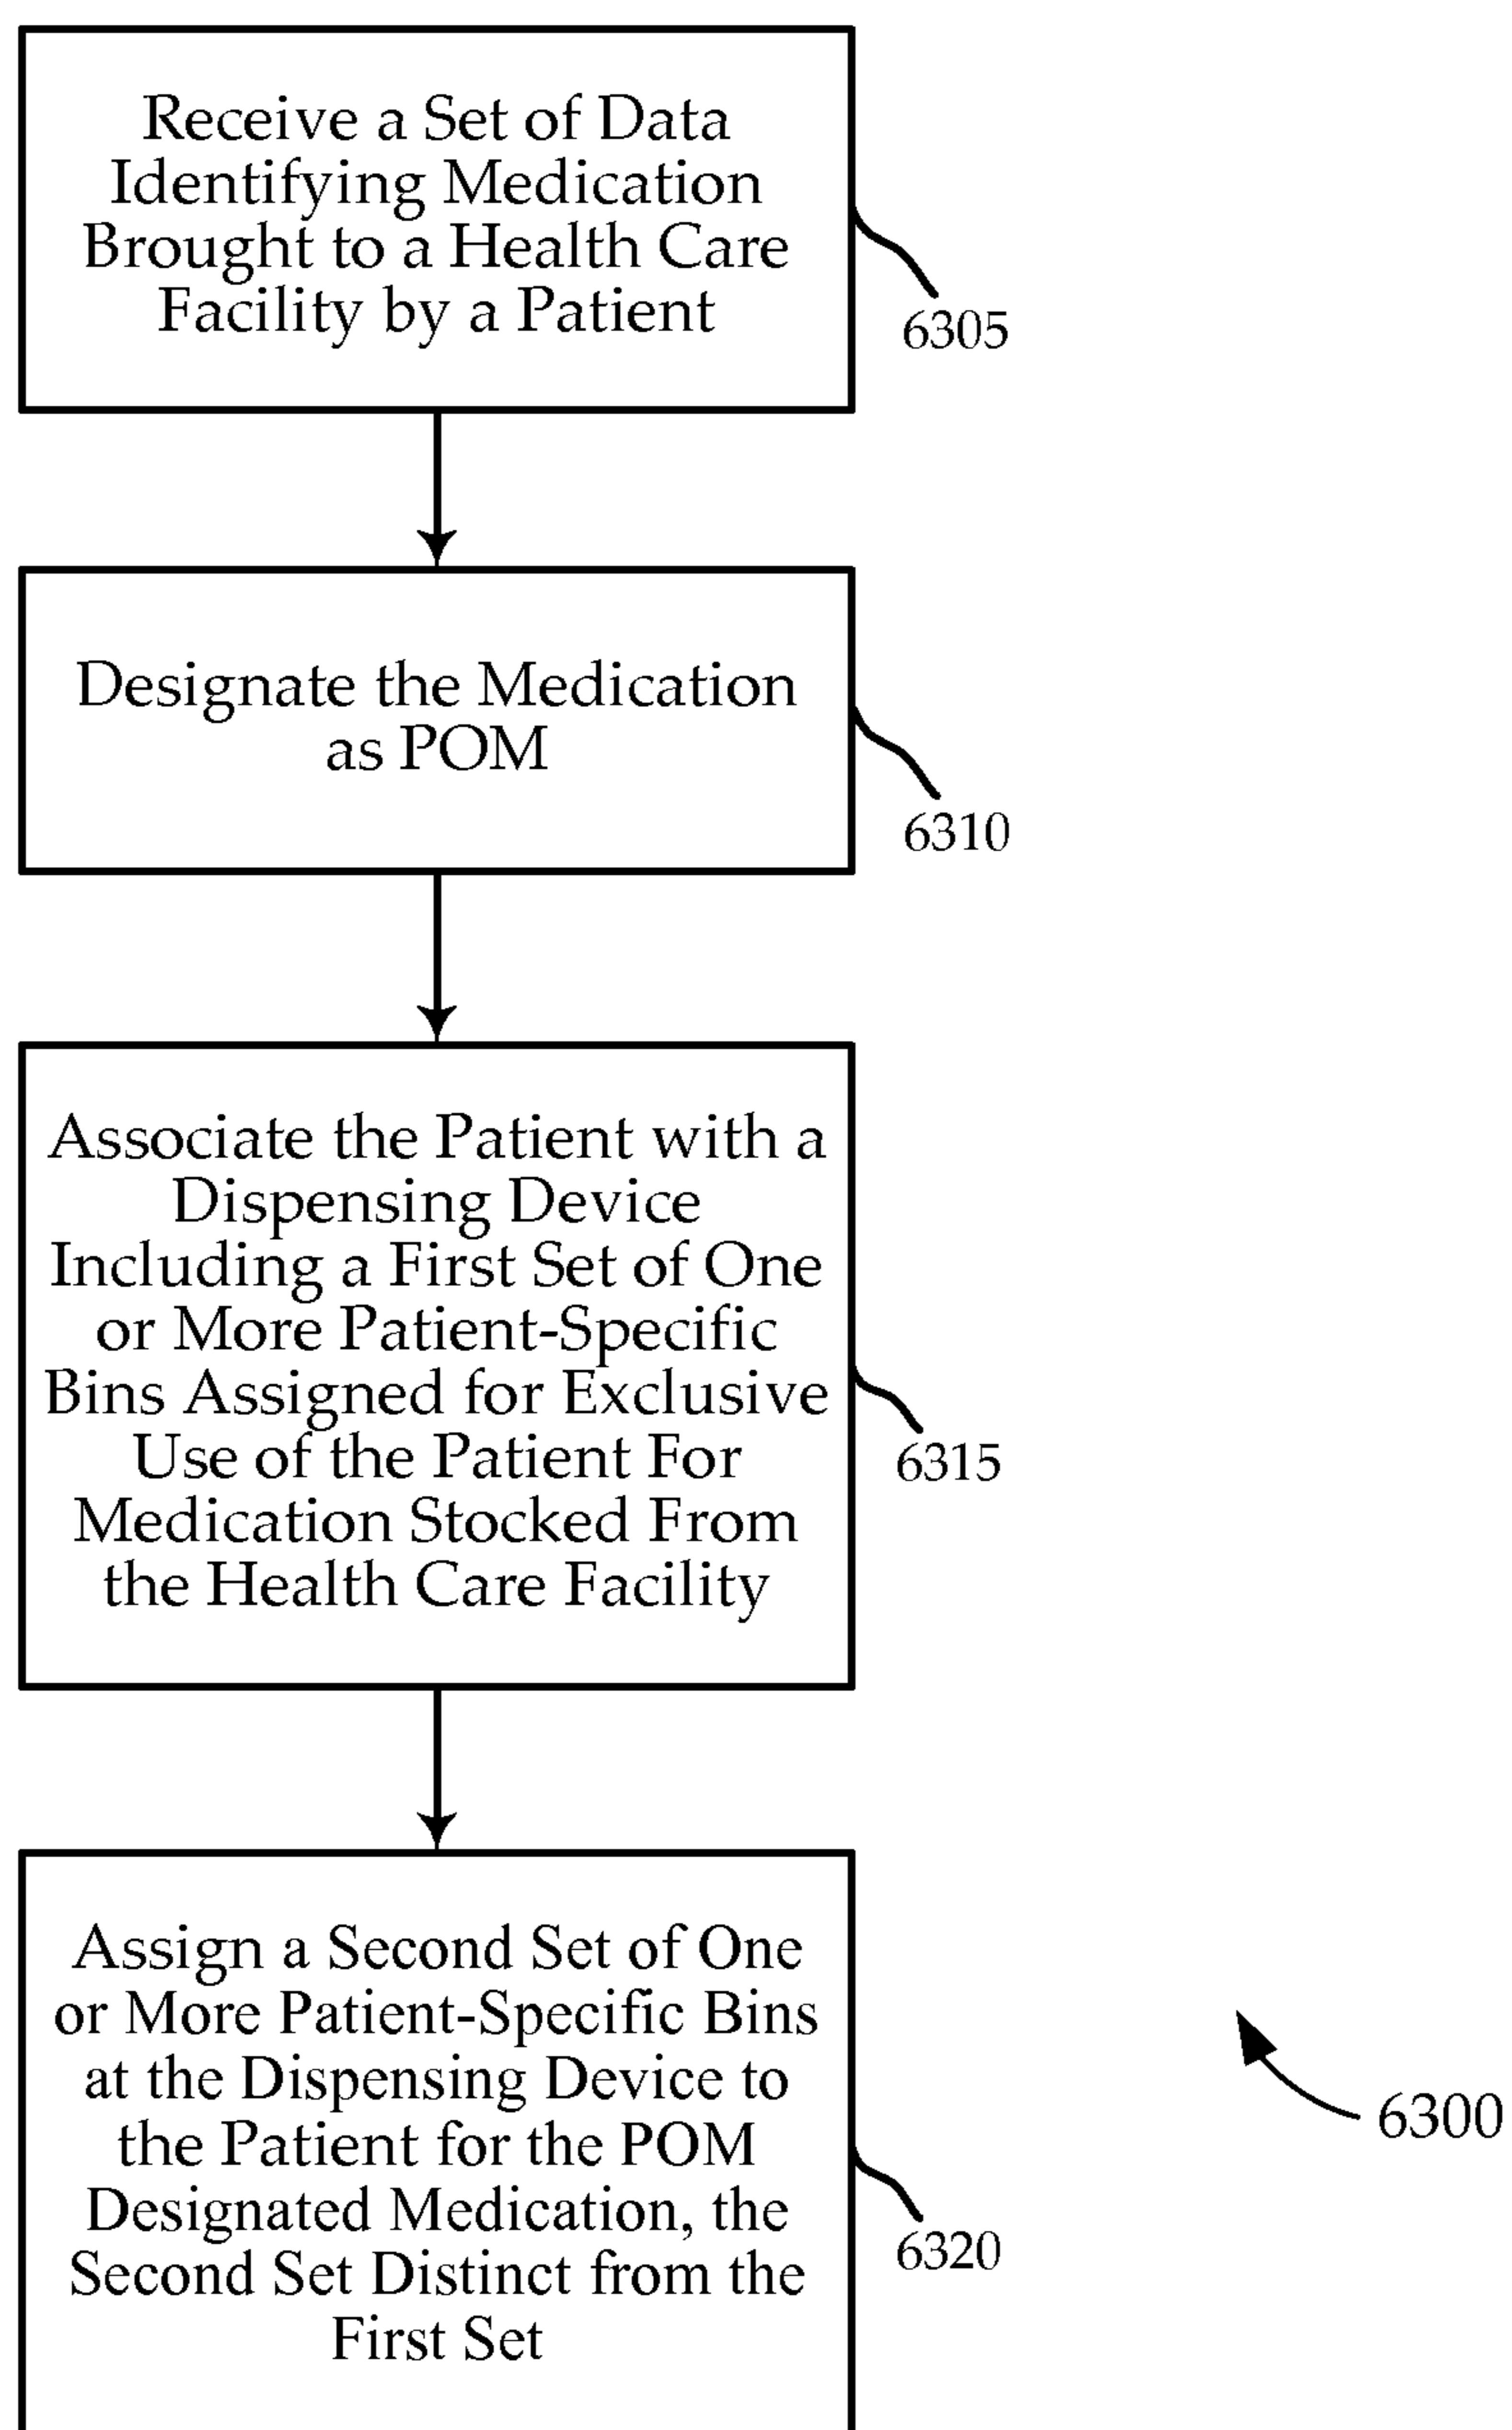 Receive a Set of Data
Identifying Medication
Brought to a Health Care
Facility by a Patient
6305
Designate the Medication
as POM
6310
Associate the Patient with a
Dispensing Device
Including a First Set of One
or More Patient-Specific
Bins Assigned for Exclusive
Use of the Patient For
Medication Stocked From
the Health Care Facility
6315
Assign a Second Set of One
or More Patient-Specific Bins
at the Dispensing Device to
the Patient for the POM
Designated Medication, the
Second Set Distinct from the
First Set
6320
6300